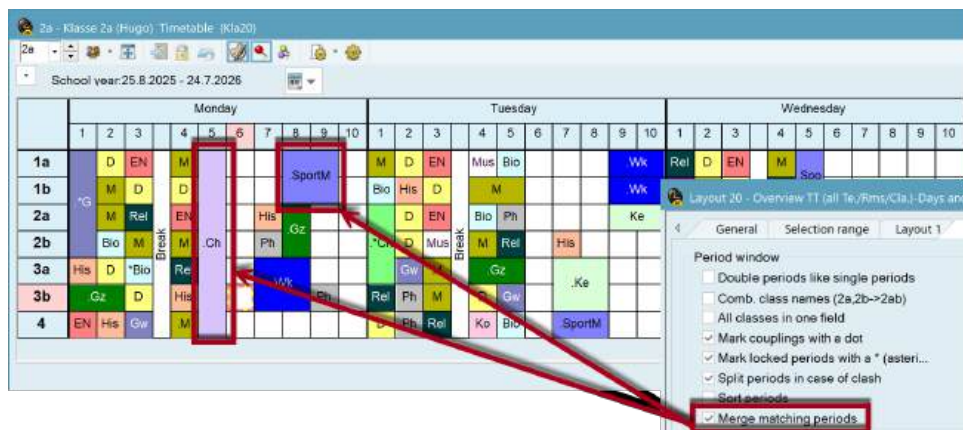 2a - Klasse 2a (Hugo) Timetable (Kla20)
2a
School year:25.8.2025 - 24.7.2026
Monday Tuesday Wednesday
1 2 3 4 5 6 7 8 9 10 1 2 3 4 5 6 7 8 9 10 1 2 3 4 5 6 7 8 9 10
1a D EN M .SportM M D EN Mus Bio .Wk Rel D EN M
1b *G M D D Bio His D M .Wk
2a M Rel EN His .Gz D EN Bio Ph Ke
2b Bio M Break M .Ch Ph D Mus Break M Rel His
3a His D *Bio Re Gw M .Gz .Ke
3b .Gz D His Rel Ph M Gw
4 EN His Gw .M D Ph Rel Ko Bio .SportM
Layout 20 - Overview TT (all Te./Rms/Cla.)-Days and
General Selection range Layout 1
Period window
Double periods like single periods
Comb. class names (2a,2b->2ab)
All classes in one field
Mark couplings with a dot
Mark locked periods with a * (asteri...
Split periods in case of clash
Sort periods
Merge matching periods